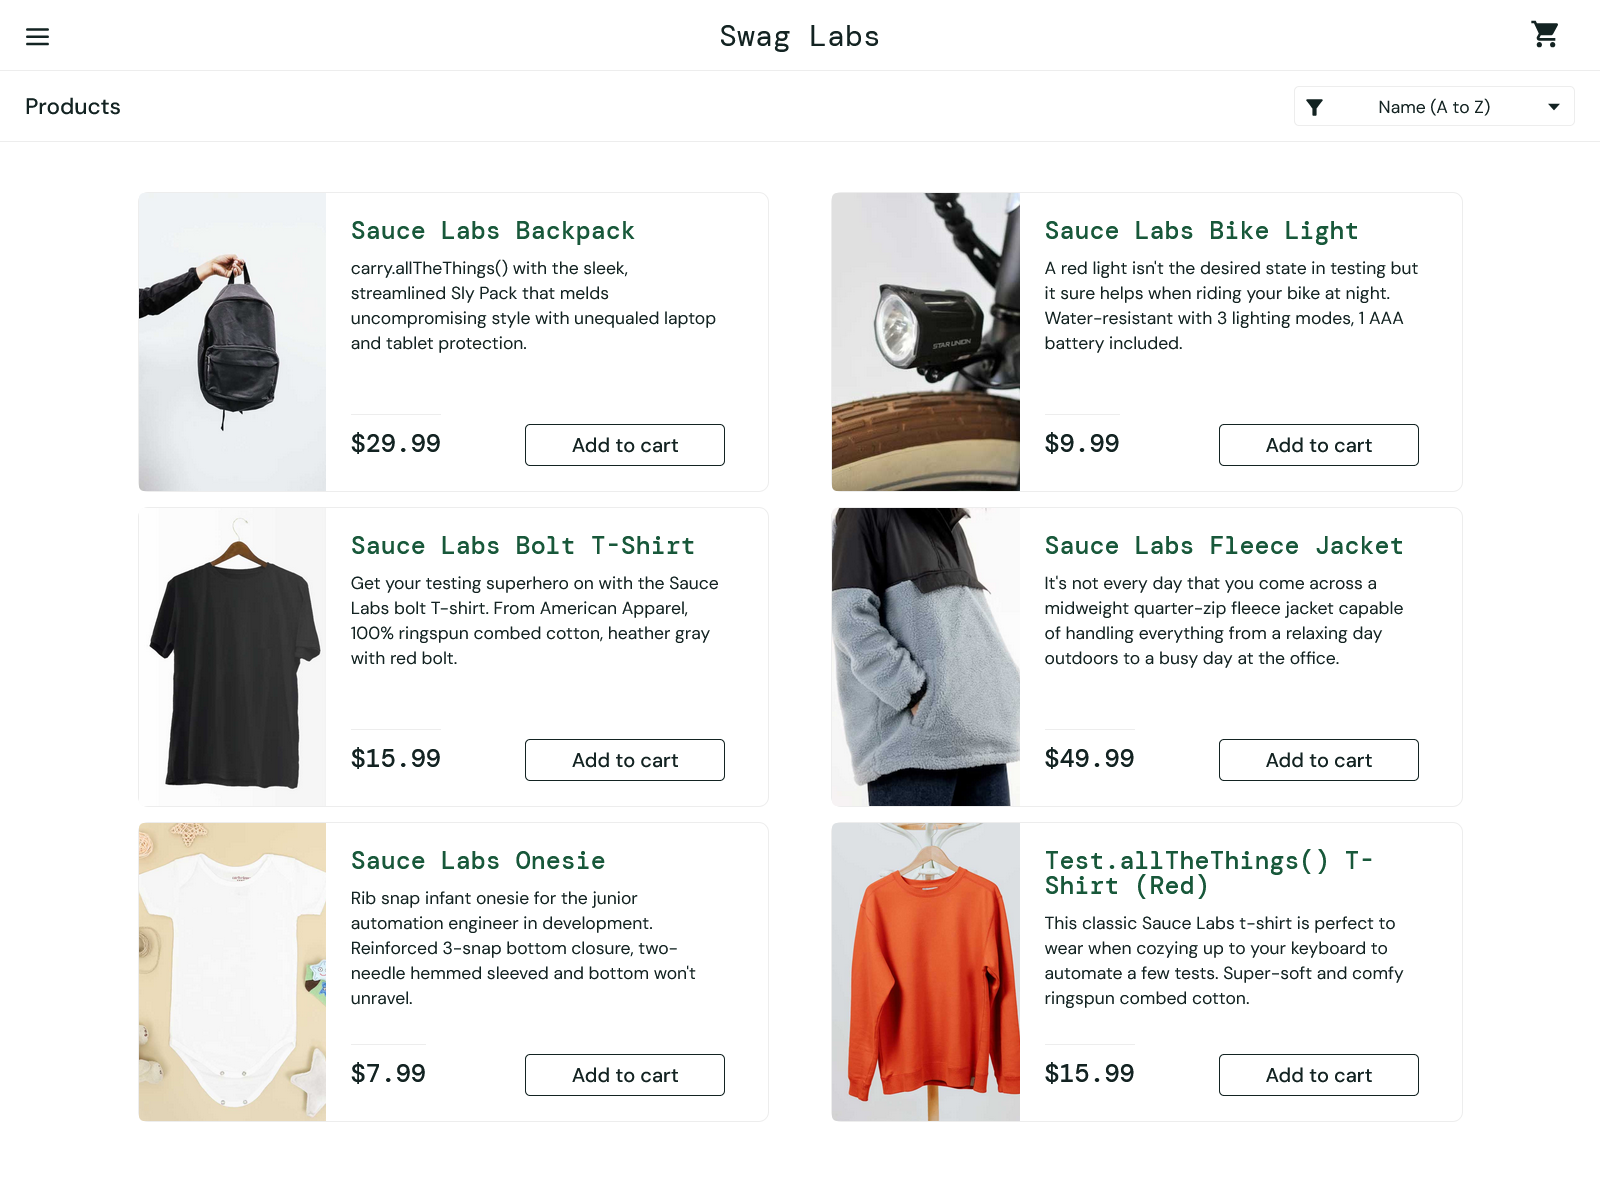 Swag Labs
Products
Name (A to Z)
Sauce Labs Backpack
carry.allTheThings() with the sleek,
streamlined Sly Pack that melds
uncompromising style with unequaled laptop
and tablet protection.
$29.99
Add to cart
Sauce Labs Bike Light
A red light isn't the desired state in testing but
it sure helps when riding your bike at night.
Water-resistant with 3 lighting modes, 1 AAA
battery included.
$9.99
Add to cart
STAR UNION
Sauce Labs Bolt T-Shirt
Get your testing superhero on with the Sauce
Labs bolt T-shirt. From American Apparel,
100% ringspun combed cotton, heather gray
with red bolt.
$15.99
Add to cart
Sauce Labs Fleece Jacket
It's not every day that you come across a
midweight quarter-zip fleece jacket capable
of handling everything from a relaxing day
outdoors to a busy day at the office.
$49.99
Add to cart
Sauce Labs Onesie
Rib snap infant onesie for the junior
automation engineer in development.
Reinforced 3-snap bottom closure, two-
needle hemmed sleeved and bottom won't
unravel.
$7.99
Add to cart
Test.allTheThings() T-
Shirt (Red)
This classic Sauce Labs t-shirt is perfect to
wear when cozying up to your keyboard to
automate a few tests. Super-soft and comfy
ringspun combed cotton.
$15.99
Add to cart